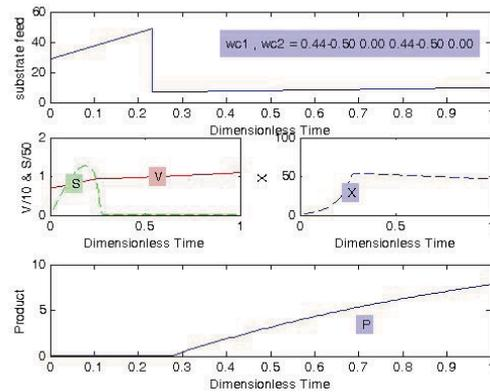 60
40
20
0
substrate feed
wc1 , wc2 = 0.44-0.50 0.00 0.44-0.50 0.00
0 0.1 0.2 0.3 0.4 0.5 0.6 0.7 0.8 0.9 1
Dimensionless Time
2
1
0
V/10 & S/50
S
V
0 0.5 1
Dimensionless Time
100
50
0
X
X
0 0.5 1
Dimensionless Time
10
5
0
Product
P
0 0.1 0.2 0.3 0.4 0.5 0.6 0.7 0.8 0.9 1
Dimensionless Time